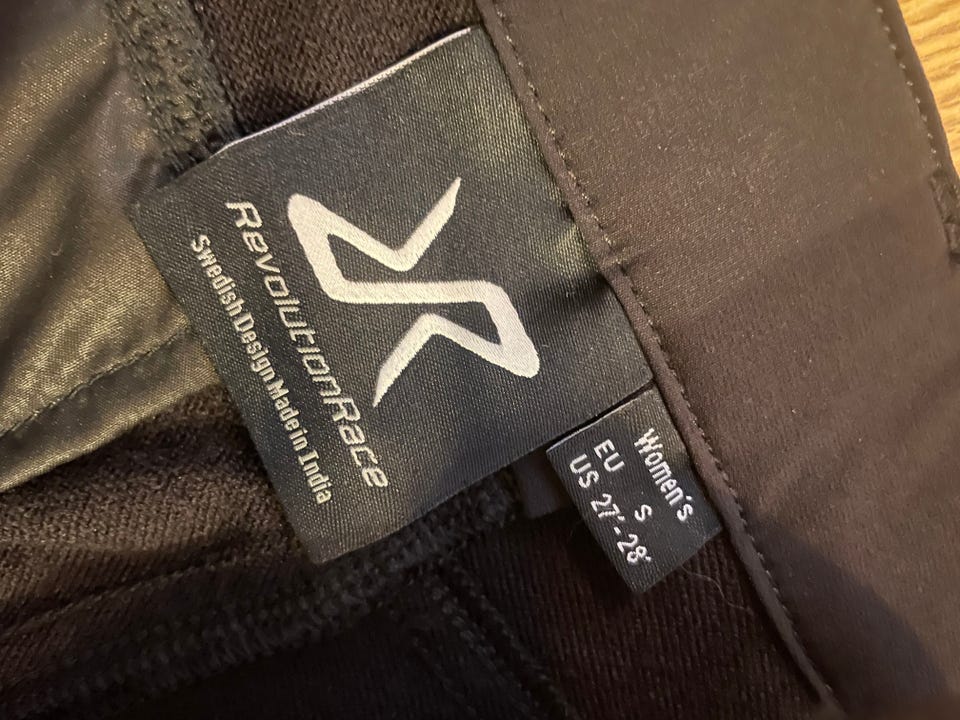 RevolutionRace
Swedish Design Made in India
Women's
EU S
US 27'-28'